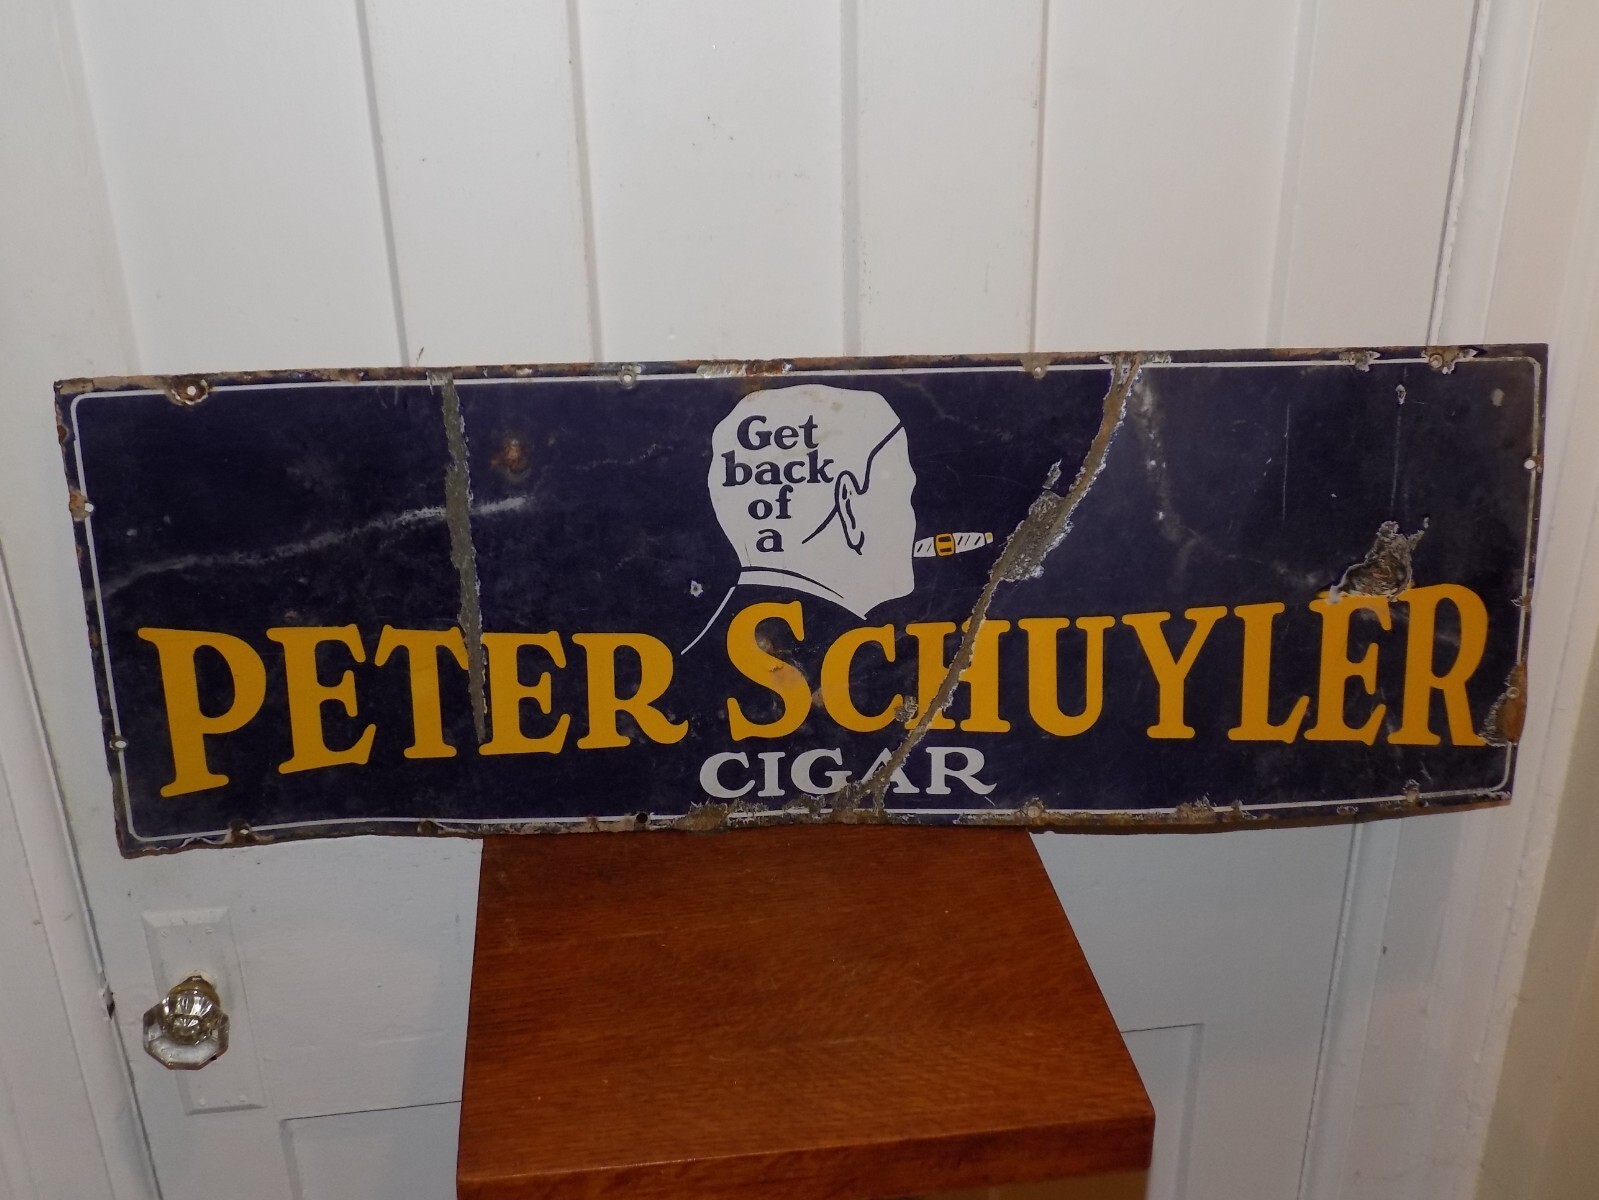 Get
back
of
a
PETER SCHUYLER
CIGAR